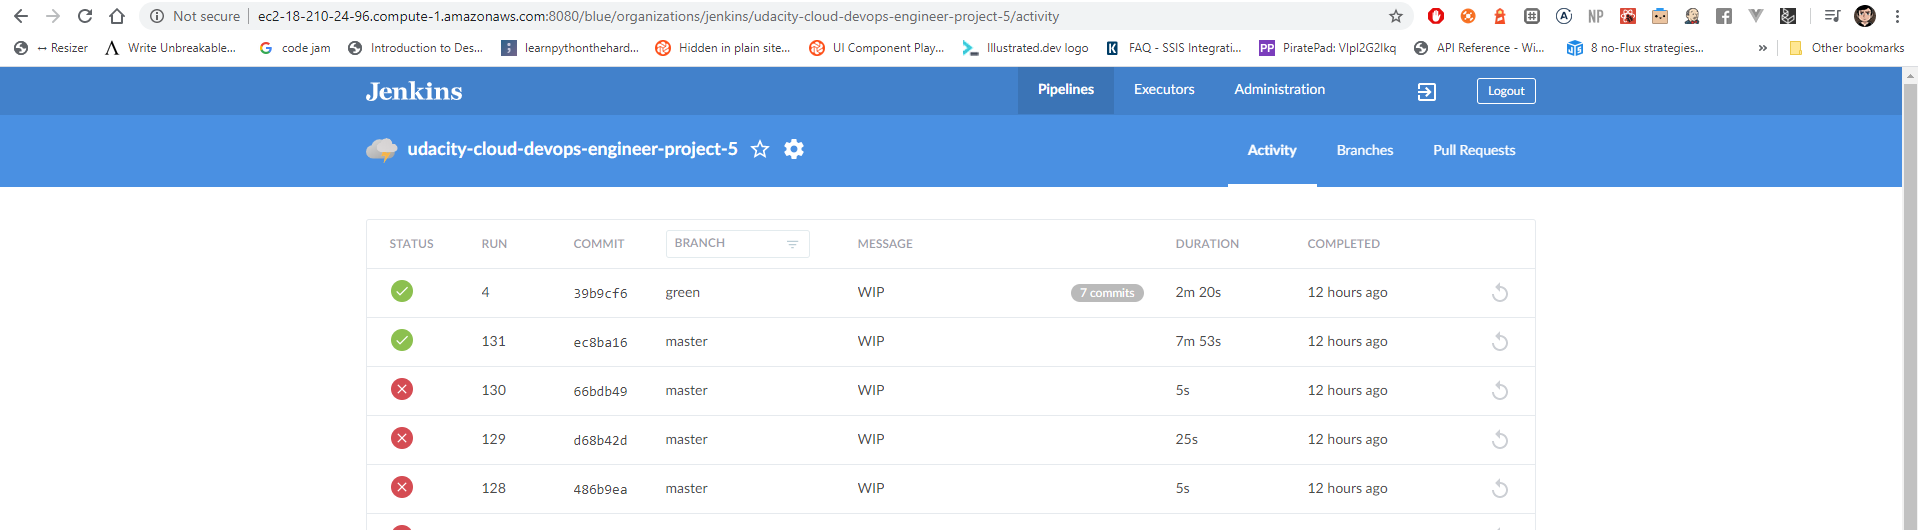 Not secure ec2-18-210-24-96.compute-1.amazonaws.com:8080/blue/organizations/jenkins/udacity-cloud-devops-engineer-project-5/activity
↔ Resizer Write Unbreakable... code jam Introduction to Des... learnpythonthehard... Hidden in plain site... UI Component Play... Illustrated.dev logo FAQ - SSIS Integrati... PiratePad: VIpI2G2Ikq API Reference - Wi... 8 no-Flux strategies... » Other bookmarks
Jenkins Pipelines Executors Administration Logout
udacity-cloud-devops-engineer-project-5 Activity Branches Pull Requests
STATUS RUN COMMIT BRANCH MESSAGE DURATION COMPLETED
4 39b9cf6 green WIP 7 commits 2m 20s 12 hours ago
131 ec8ba16 master WIP 7m 53s 12 hours ago
130 66bdb49 master WIP 5s 12 hours ago
129 d68b42d master WIP 25s 12 hours ago
128 486b9ea master WIP 5s 12 hours ago